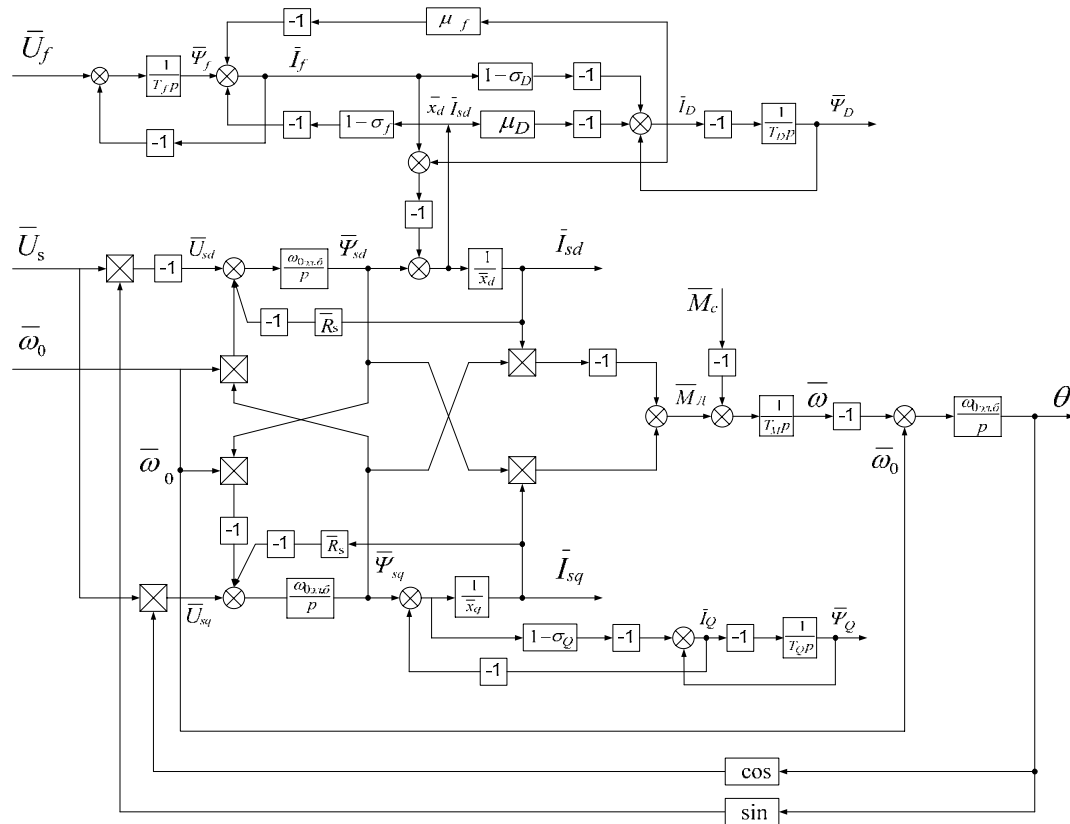 -1 μ_f
Ū_f 1/(T_f p) Ψ̄_f Ī_f 1−σ_D -1
-1 -1 1−σ_f x̄_d Ī_sd μ_D -1 Ī_D -1 1/(T_D p) Ψ̄_D
-1
Ū_s -1 Ū_sd ω_0эл.б/p Ψ̄_sd 1/x̄_d Ī_sd
-1 R̄_s M̄_c
ω̄_0 -1 -1
M̄_Д 1/(T_M p) ω̄ -1 ω_0эл.б/p θ
ω̄_0 ω̄_0
-1
-1 R̄_s
Ū_sq ω_0эл.б/p Ψ̄_sq 1/x̄_q Ī_sq
1−σ_Q -1 Ī_Q -1 1/(T_Q p) Ψ̄_Q
-1
cos
sin